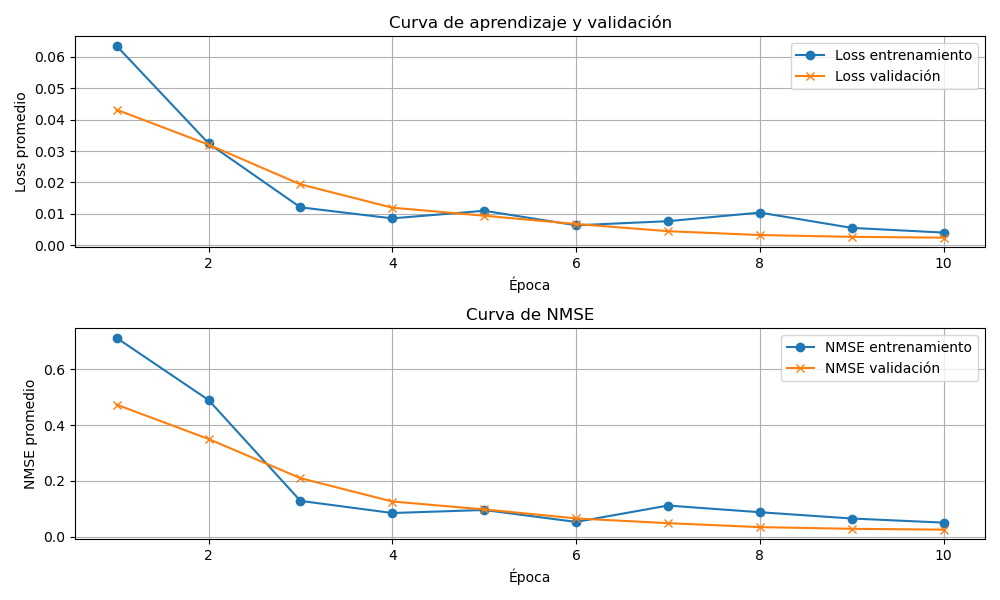 Curva de aprendizaje y validación
Loss promedio
0.06
0.05
0.04
0.03
0.02
0.01
0.00
Loss entrenamiento
Loss validación
2 4 6 8 10
Época
Curva de NMSE
NMSE promedio
0.6
0.4
0.2
0.0
NMSE entrenamiento
NMSE validación
2 4 6 8 10
Época